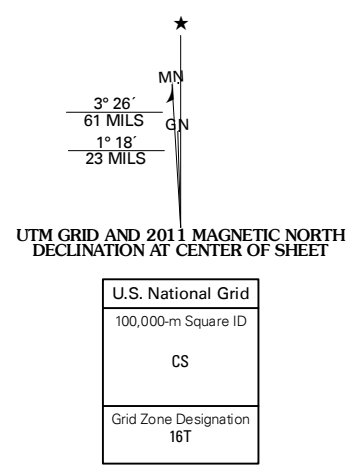 ★
MN
3° 26´
61 MILS
GN
1° 18´
23 MILS
UTM GRID AND 2011 MAGNETIC NORTH
DECLINATION AT CENTER OF SHEET
U.S. National Grid
100,000-m Square ID
CS
Grid Zone Designation
16T